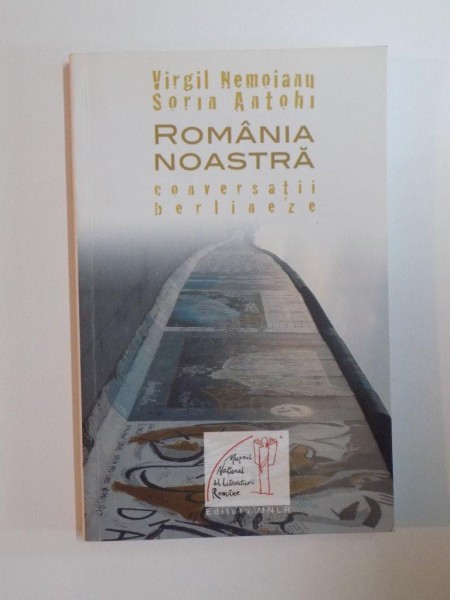 Virgil Nemoianu
Sorin Antohi
ROMÂNIA
NOASTRĂ
conversații
berlineze
Muzeul
Național
al Literaturii
Române
Editura MNLR